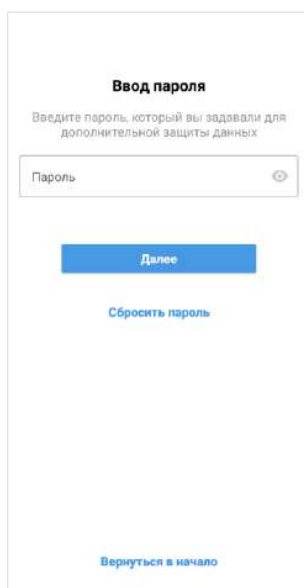 Ввод пароля
Введите пароль, который вы задавали для
дополнительной защиты данных
Пароль
Далее
Сбросить пароль
Вернуться в начало